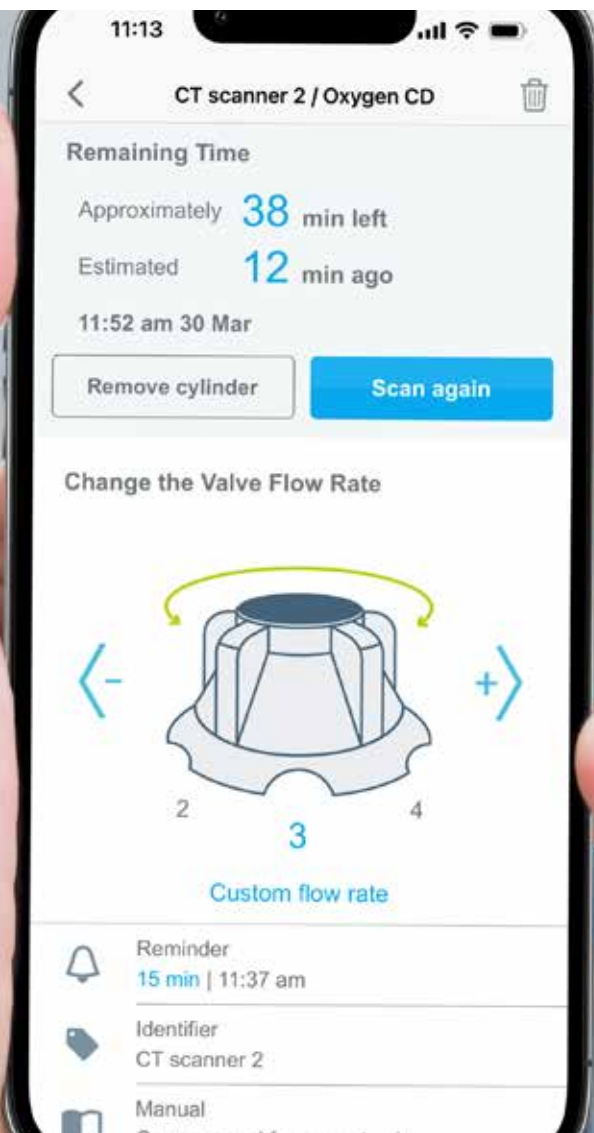 11:13
CT scanner 2 / Oxygen CD
Remaining Time
Approximately 38 min left
Estimated 12 min ago
11:52 am 30 Mar
Remove cylinder
Scan again
Change the Valve Flow Rate
-
+
2
3
4
Custom flow rate
Reminder
15 min | 11:37 am
Identifier
CT scanner 2
Manual